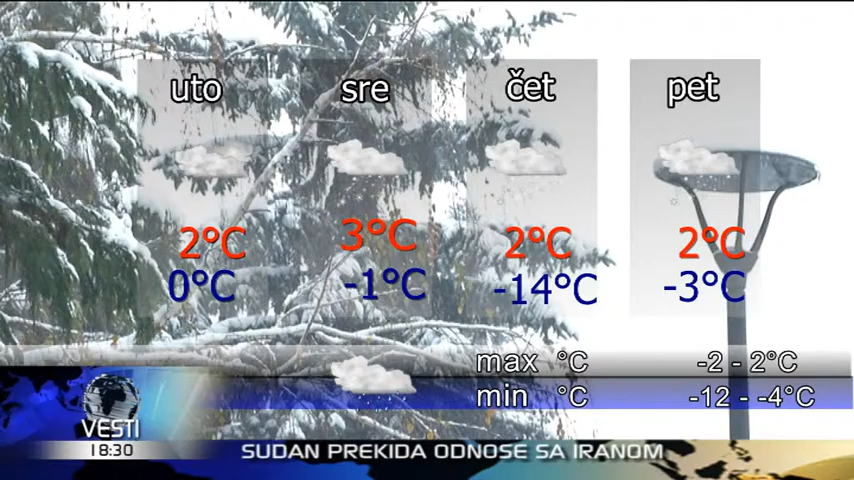 uto sre čet pet
2°C 3°C 2°C 2°C
0°C -1°C -14°C -3°C
max °C -2 - 2°C
min °C -12 - -4°C
VESTI
18:30 SUDAN PREKIDA ODNOSE SA IRANOM